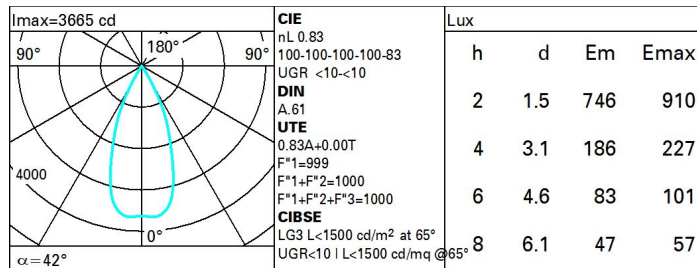 Imax=3665 cd
90° 180° 90°
4000
0°
α=42°
CIE
nL 0.83
100-100-100-100-83
UGR <10-<10
DIN
A.61
UTE
0.83A+0.00T
F"1=999
F"1+F"2=1000
F"1+F"2+F"3=1000
CIBSE
LG3 L<1500 cd/m² at 65°
UGR<10 | L<1500 cd/mq @65°
Lux
h d Em Emax
2 1.5 746 910
4 3.1 186 227
6 4.6 83 101
8 6.1 47 57